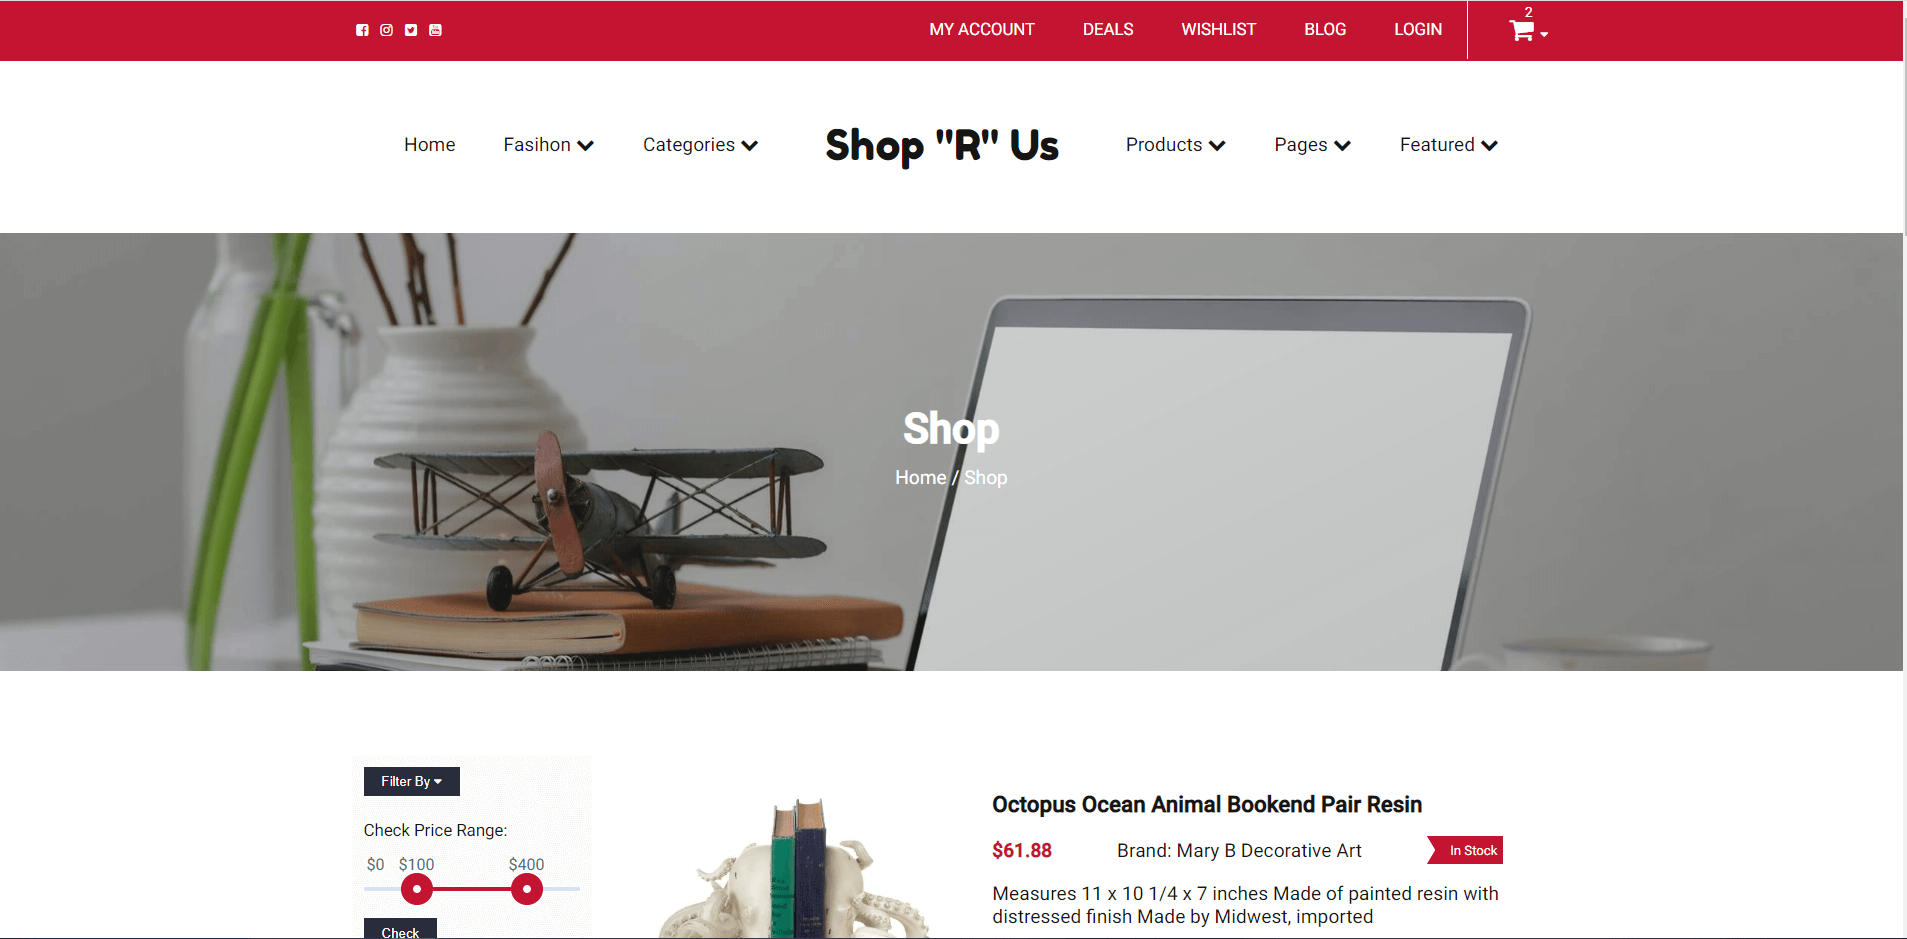 MY ACCOUNT DEALS WISHLIST BLOG LOGIN 2
Home Fasihon Categories Shop "R" Us Products Pages Featured
Shop
Home / Shop
Filter By
Check Price Range:
$0 $100 $400
Check
Octopus Ocean Animal Bookend Pair Resin
$61.88 Brand: Mary B Decorative Art In Stock
Measures 11 x 10 1/4 x 7 inches Made of painted resin with
distressed finish Made by Midwest, imported